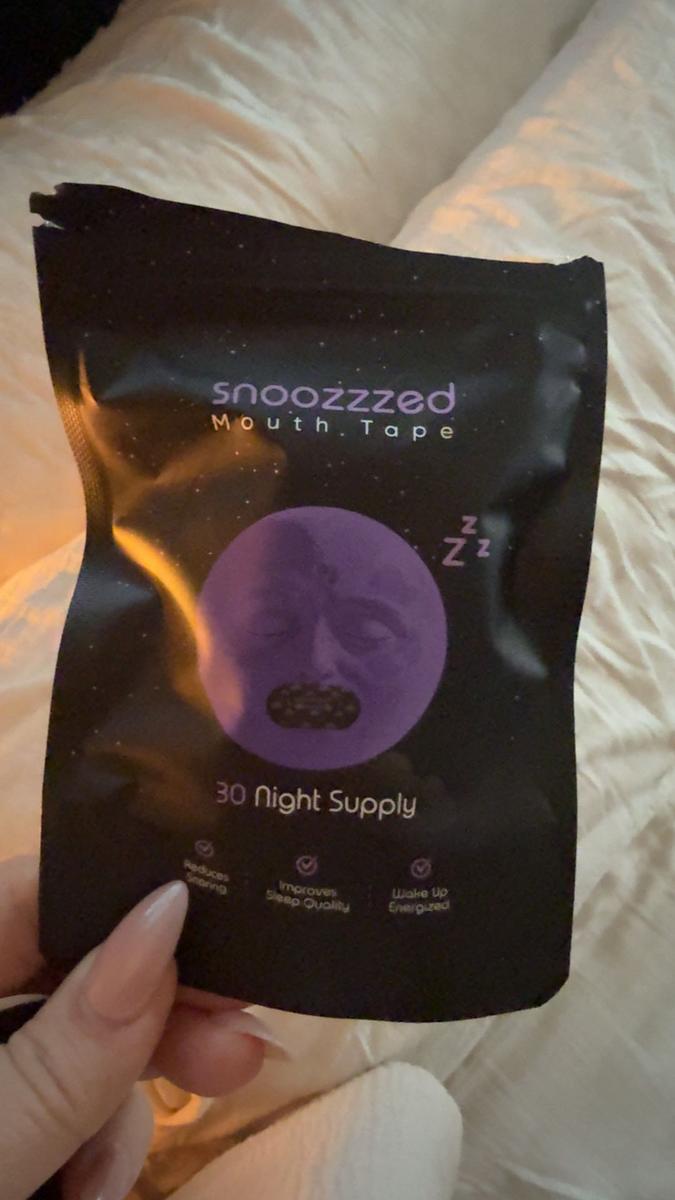 snoozzzed
Mouth Tape
z
Z z
30 Night Supply
Reduces
Snoring
Improves
Sleep Quality
Wake Up
Energized